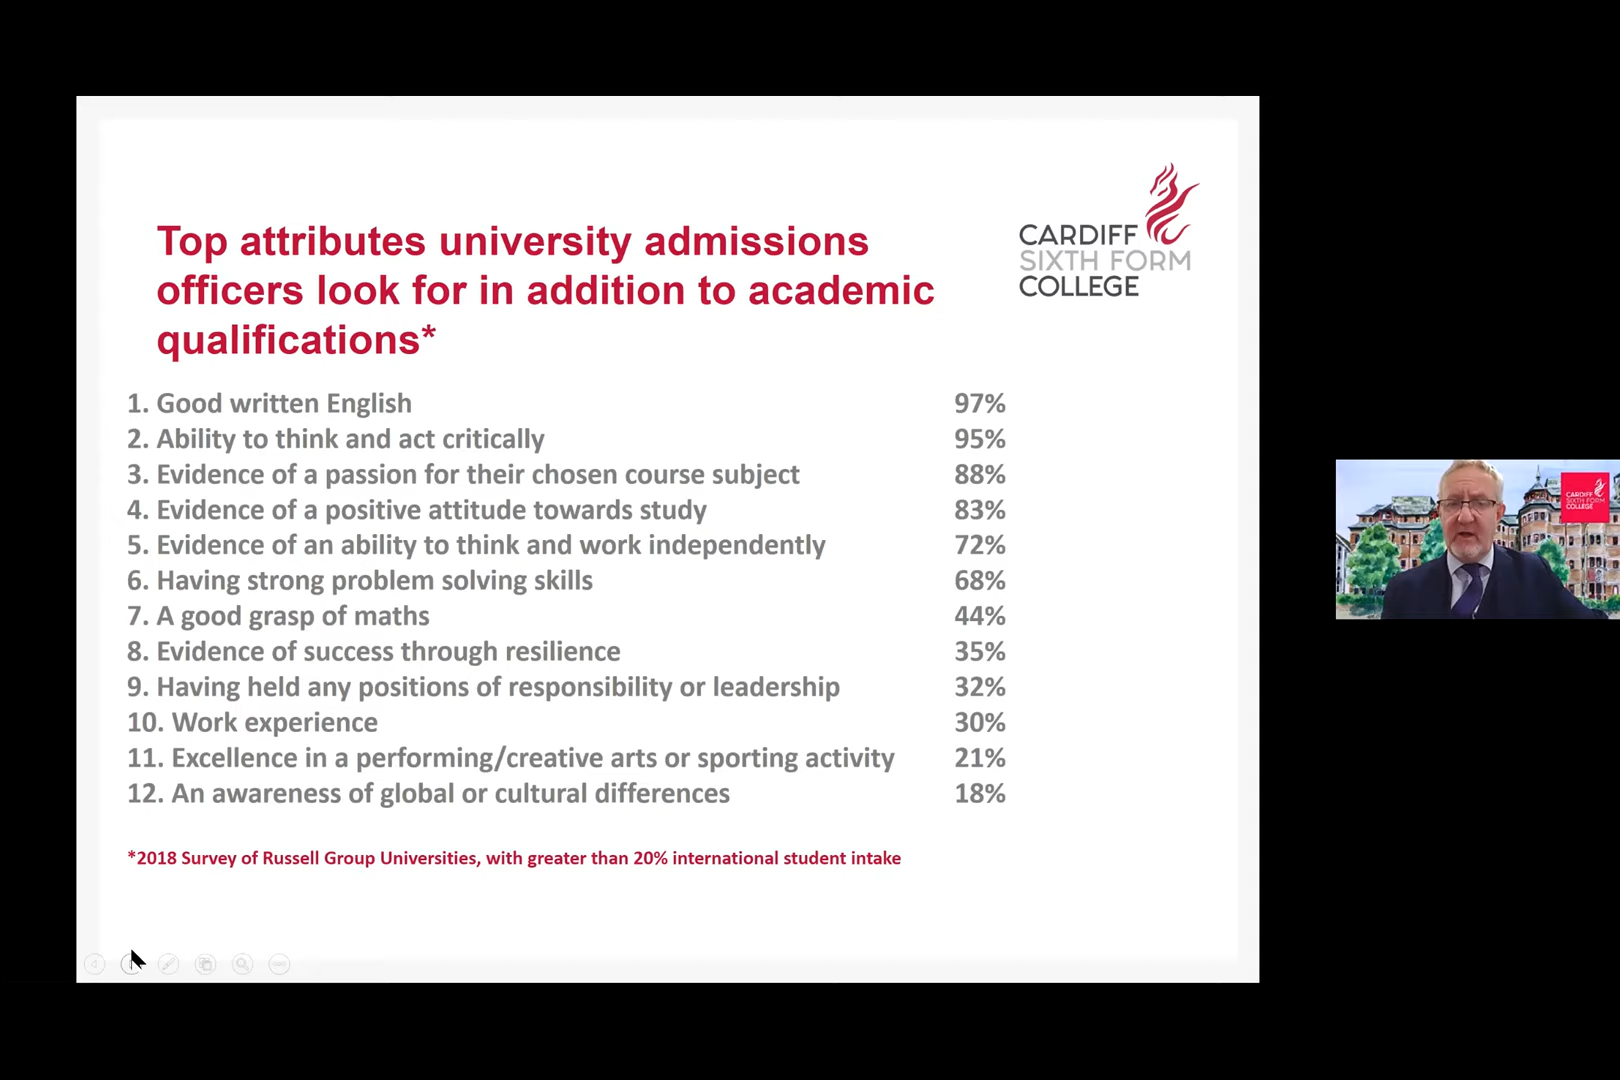 CARDIFF
SIXTH FORM
COLLEGE
Top attributes university admissions
officers look for in addition to academic
qualifications*
1. Good written English 97%
2. Ability to think and act critically 95%
3. Evidence of a passion for their chosen course subject 88%
4. Evidence of a positive attitude towards study 83%
5. Evidence of an ability to think and work independently 72%
6. Having strong problem solving skills 68%
7. A good grasp of maths 44%
8. Evidence of success through resilience 35%
9. Having held any positions of responsibility or leadership 32%
10. Work experience 30%
11. Excellence in a performing/creative arts or sporting activity 21%
12. An awareness of global or cultural differences 18%
*2018 Survey of Russell Group Universities, with greater than 20% international student intake
CARDIFF
SIXTH FORM
COLLEGE